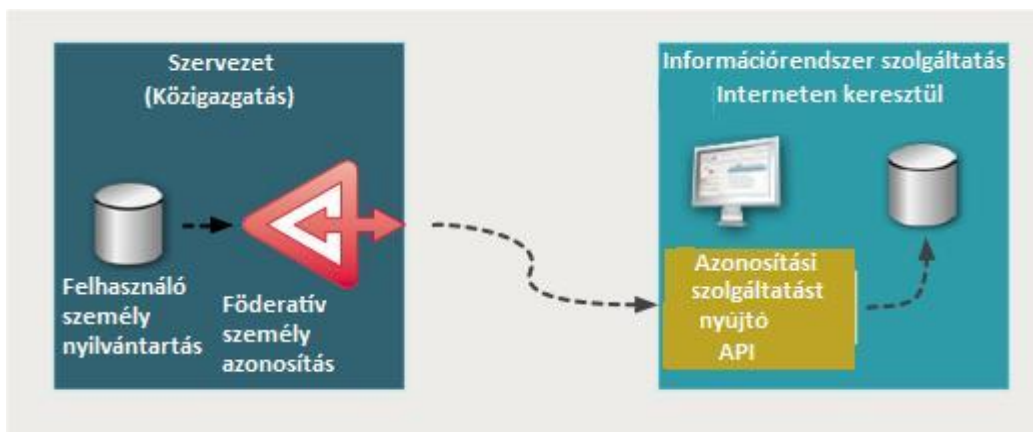 Szervezet
(Közigazgatás)
Felhasználó
személy
nyilvántartás
Föderatív
személy
azonosítás
Információrendszer szolgáltatás
Interneten keresztül
Azonosítási
szolgáltatást
nyújtó
API